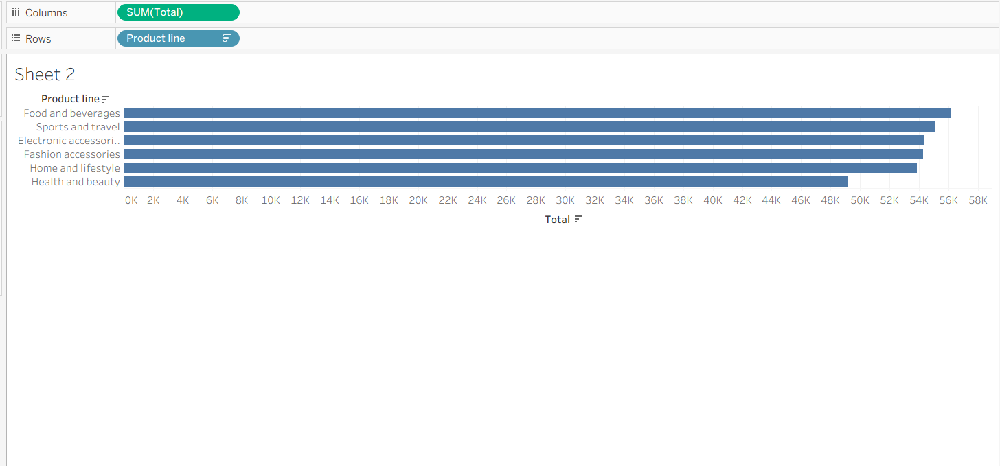 Columns SUM(Total)
Rows Product line
Sheet 2
Product line
Food and beverages
Sports and travel
Electronic accessori..
Fashion accessories
Home and lifestyle
Health and beauty
0K 2K 4K 6K 8K 10K 12K 14K 16K 18K 20K 22K 24K 26K 28K 30K 32K 34K 36K 38K 40K 42K 44K 46K 48K 50K 52K 54K 56K 58K
Total